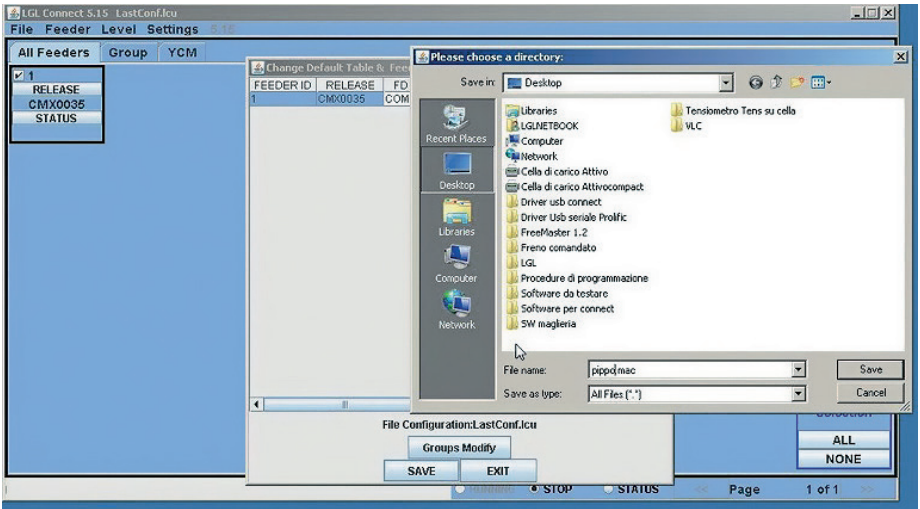 LGL Connect 5.15 LastConf.lcu
File Feeder Level Settings 5.15
All Feeders Group YCM
1
RELEASE
CMX0035
STATUS
Change Default Table &
FEEDER ID RELEASE FD
1 CMX0035 COM
Please choose a directory:
Save in: Desktop
Recent Places
Desktop
Libraries
Computer
Network
Libraries
LGLNETBOOK
Computer
Network
Cella di carico Attivo
Cella di carico Attivocompact
Driver usb connect
Driver Usb seriale Prolific
FreeMaster 1.2
Freno comandato
LGL
Procedure di programmazione
Software da testare
Software per connect
SW maglieria
Tensiometro Tens su cella
VLC
File name: pippo.mac Save
Save as type: All Files (*.*) Cancel
File Configuration:LastConf.lcu
Groups Modify
SAVE EXIT
ALL
NONE
STOP STATUS << Page 1 of 1 >>